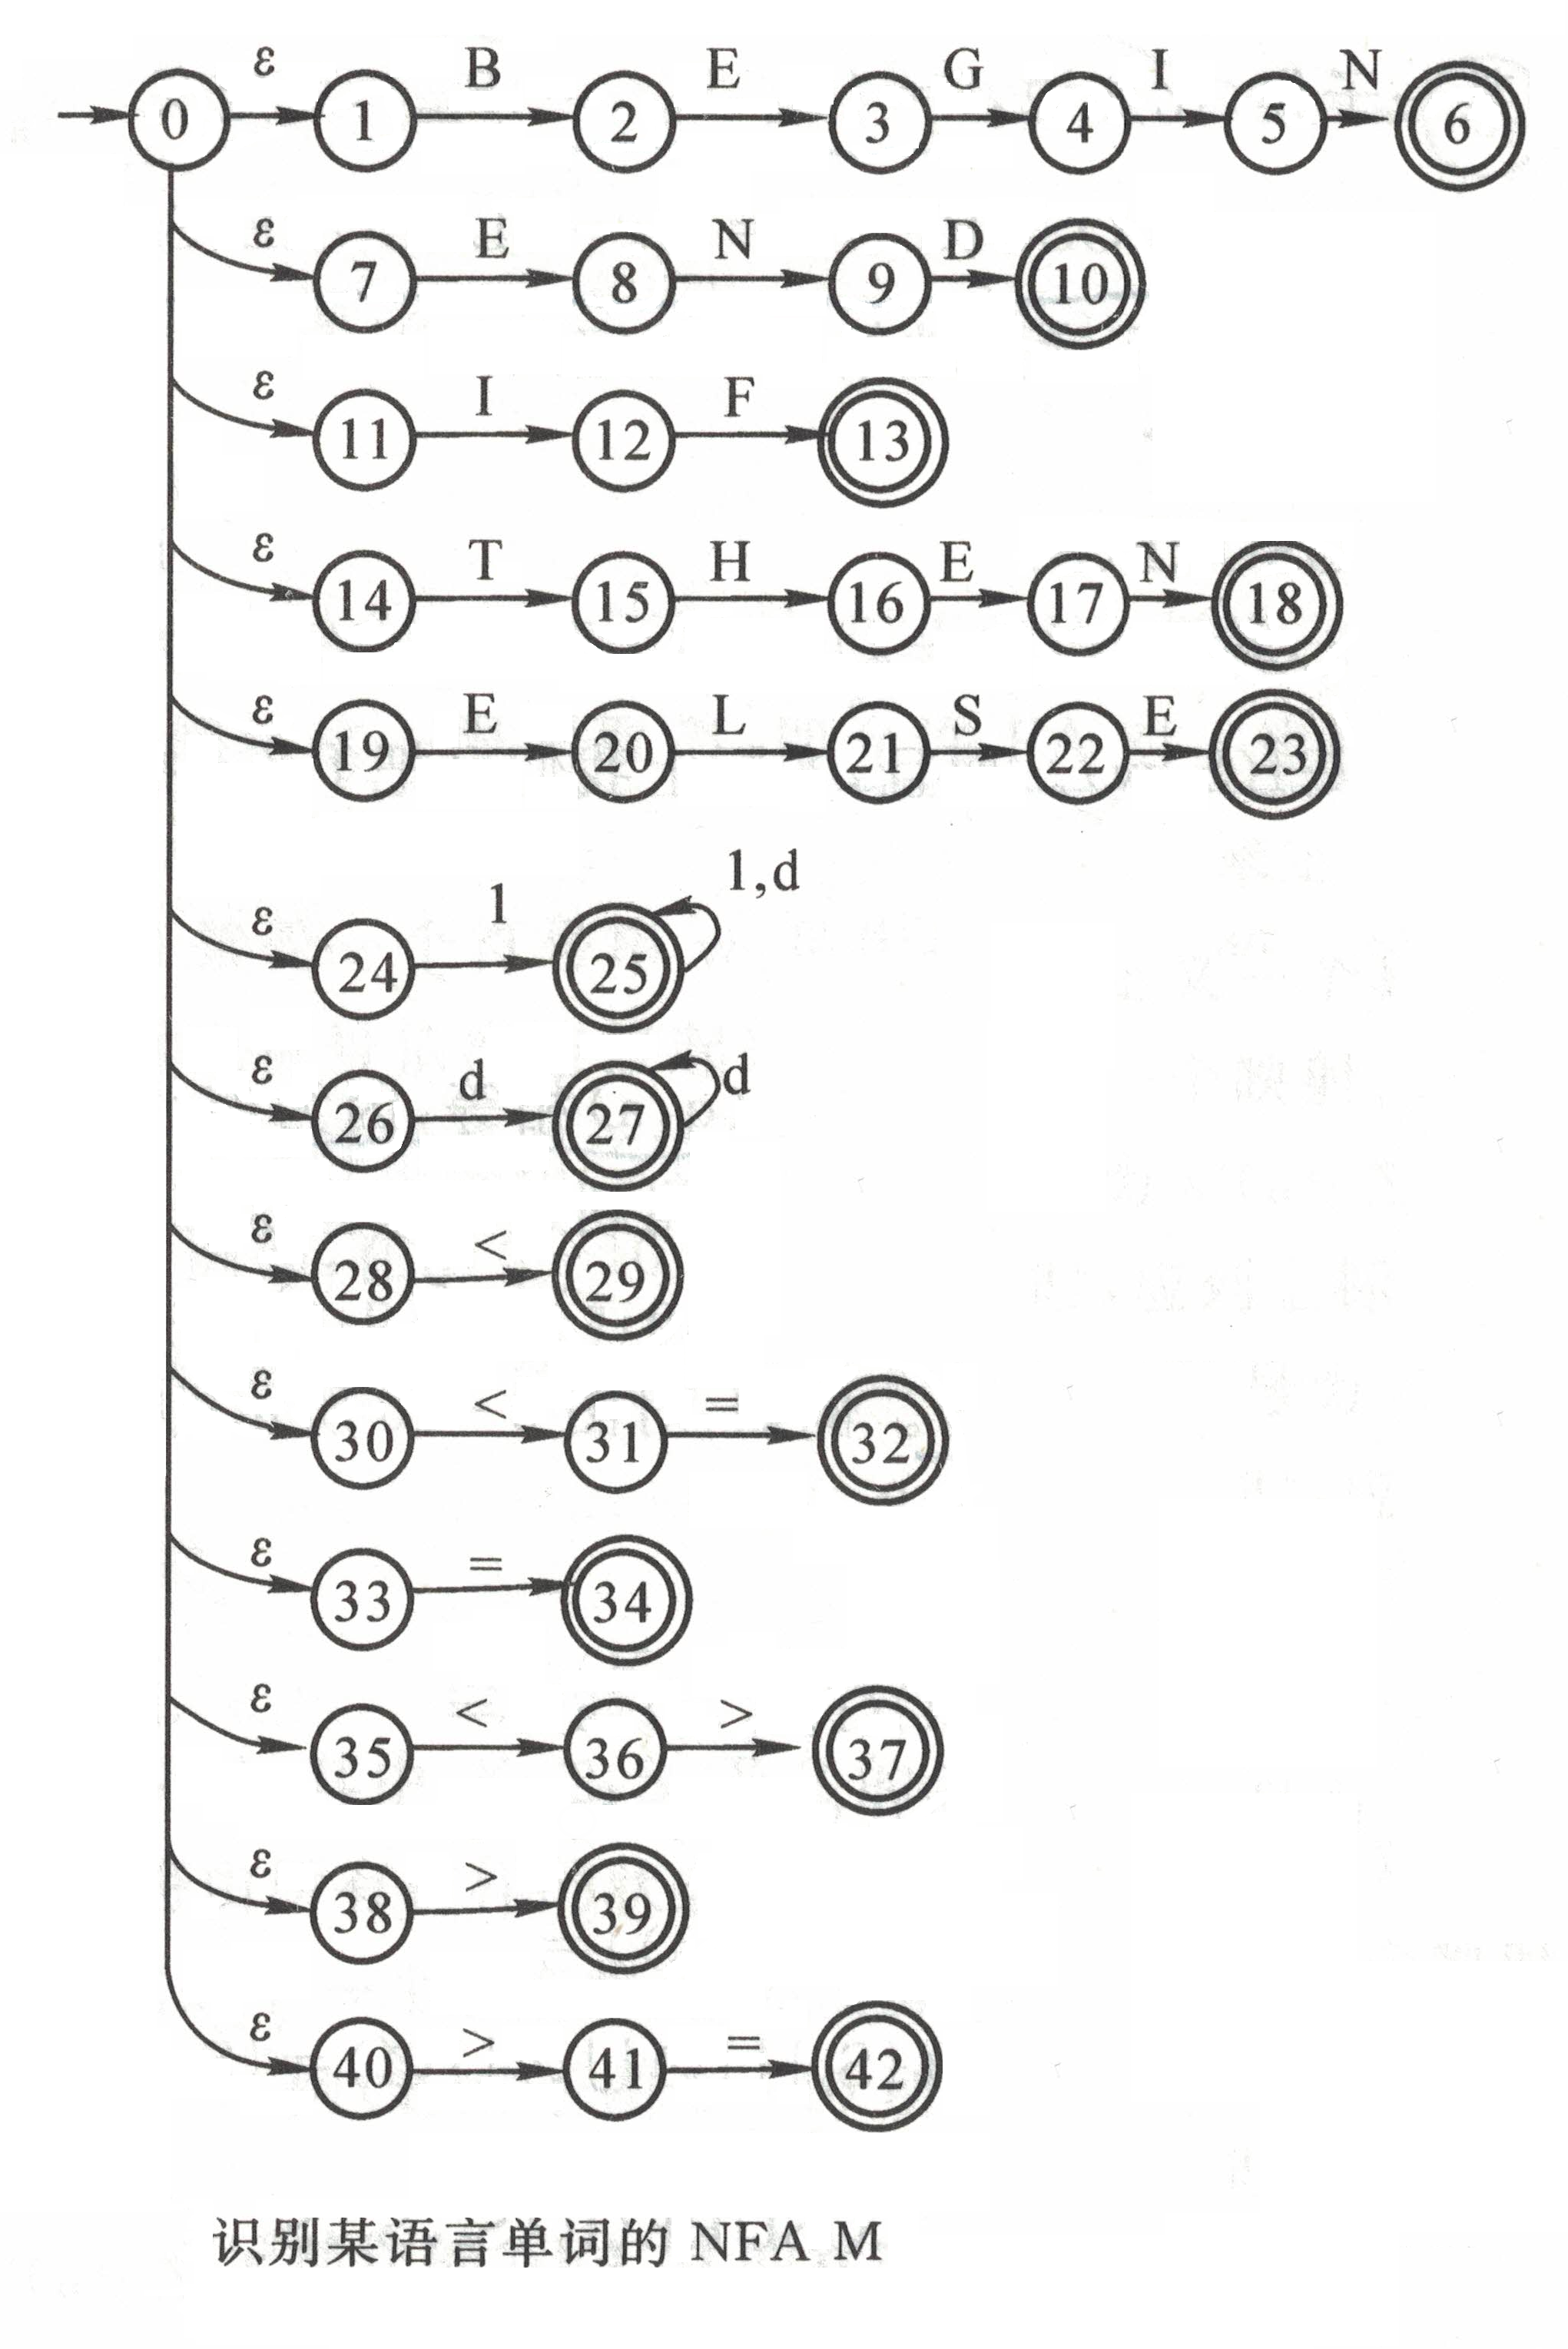 ε B E G I N
0 1 2 3 4 5 6
ε E N D
7 8 9 10
ε I F
11 12 13
ε T H E N
14 15 16 17 18
ε E L S E
19 20 21 22 23
1,d
ε 1
24 25
ε d d
26 27
ε <
28 29
ε < =
30 31 32
ε =
33 34
ε < >
35 36 37
ε >
38 39
ε > =
40 41 42
识别某语言单词的 NFA M